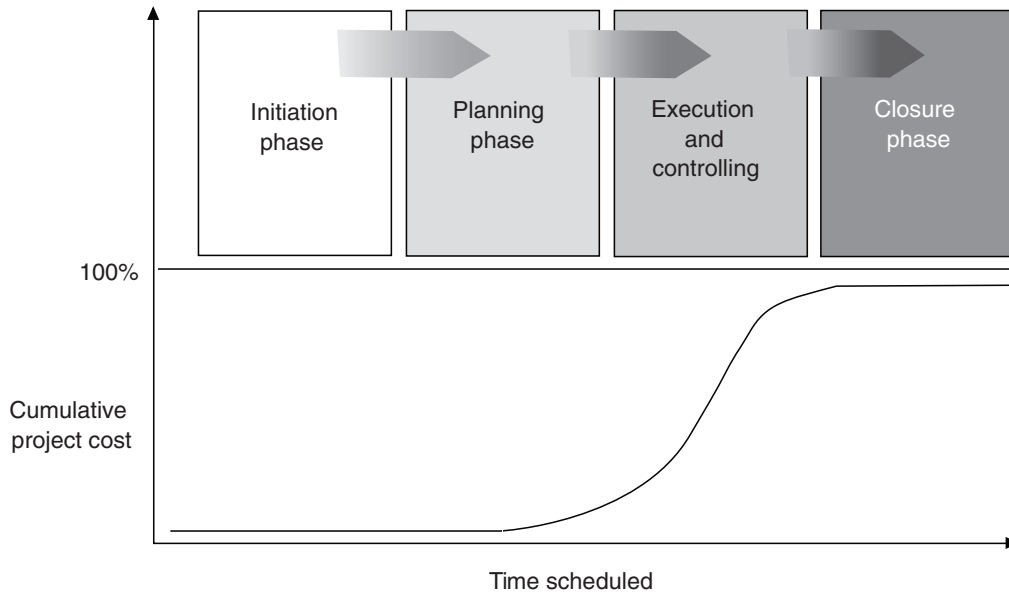 Initiation
phase
Planning
phase
Execution
and
controlling
Closure
phase
100%
Cumulative
project cost
Time scheduled